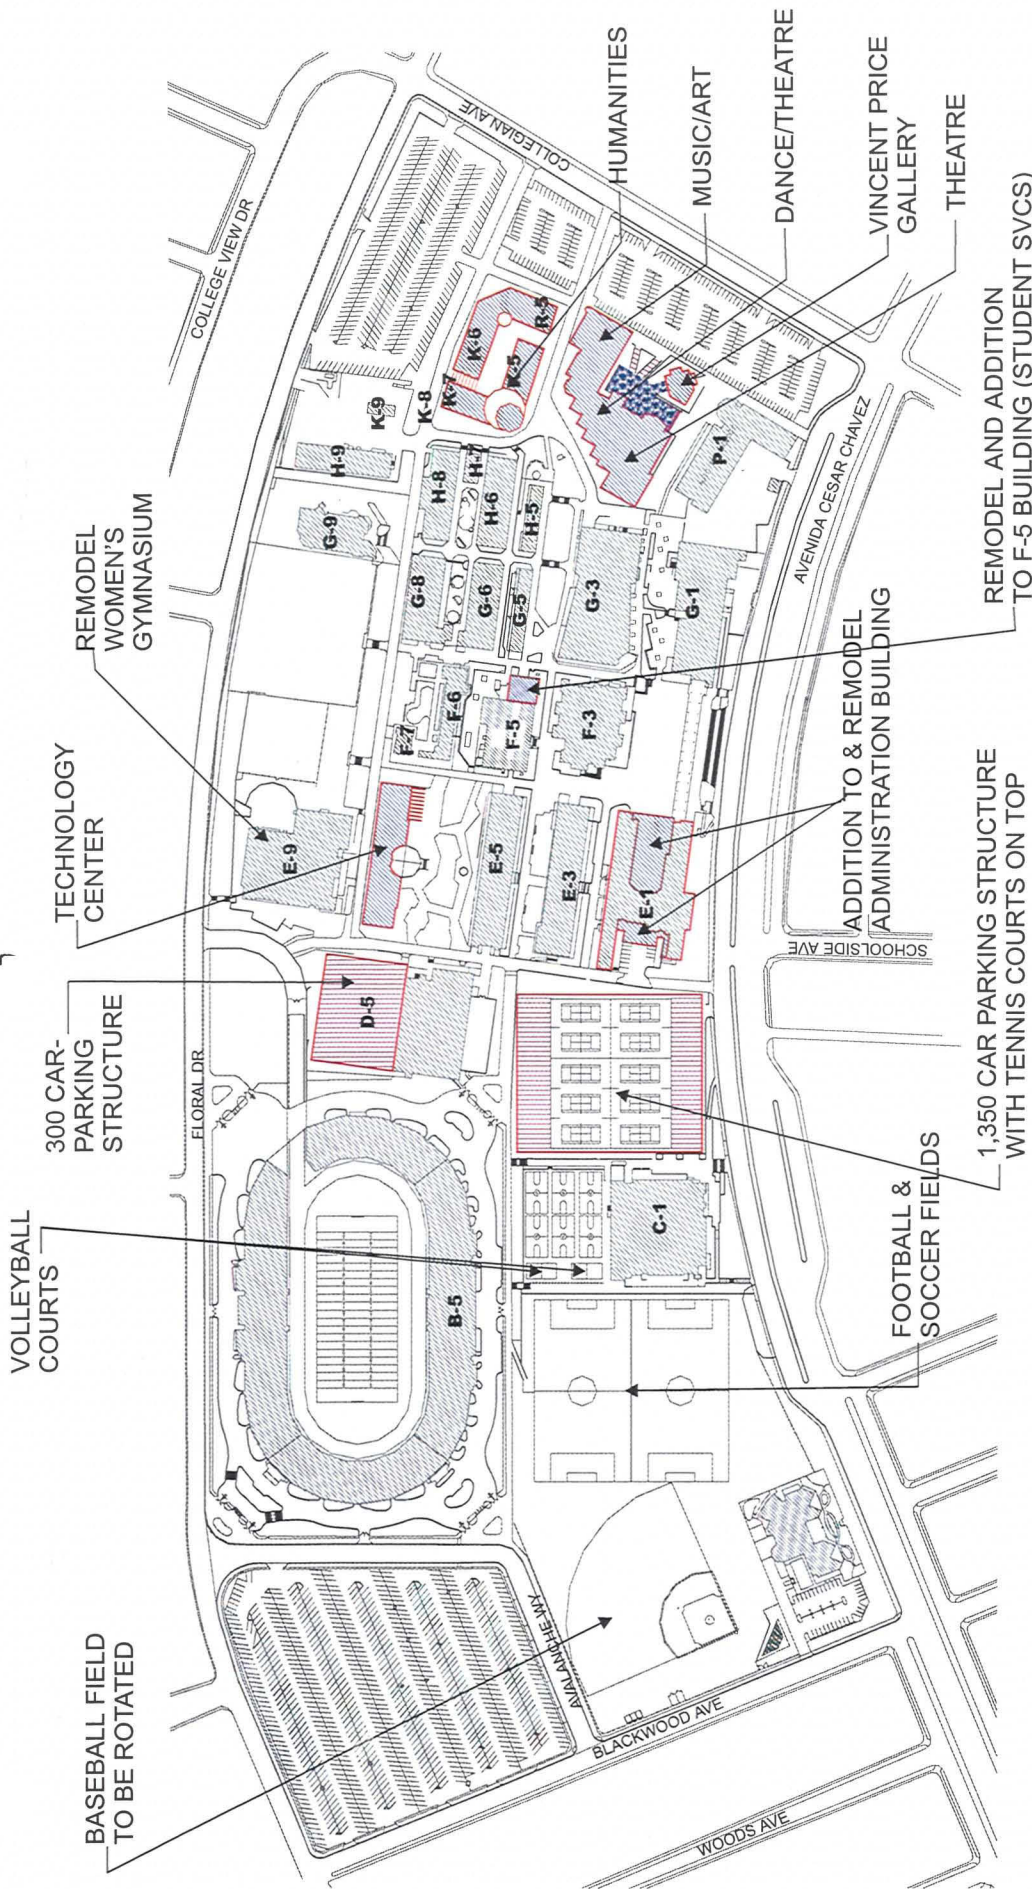 BASEBALL FIELD
TO BE ROTATED
VOLLEYBALL
COURTS
300 CAR-
PARKING
STRUCTURE
TECHNOLOGY
CENTER
REMODEL
WOMEN'S
GYMNASIUM
COLLEGE VIEW DR
FLORAL DR
COLLEGIAN AVE
AVALANCHE WY
BLACKWOOD AVE
WOODS AVE
SCHOOLSIDE AVE
AVENIDA CESAR CHAVEZ
B-5
C-1
D-5
E-9
E-5
E-3
E-1
F-7
F-6
F-5
F-3
G-9
G-8
G-6
G-5
G-3
G-1
H-9
H-8
H-7
H-6
H-5
K-9
K-8
K-7
K-6
K-5
R-5
P-1
HUMANITIES
MUSIC/ART
DANCE/THEATRE
VINCENT PRICE
GALLERY
THEATRE
REMODEL AND ADDITION
TO F-5 BUILDING (STUDENT SVCS)
ADDITION TO & REMODEL
ADMINISTRATION BUILDING
1,350 CAR PARKING STRUCTURE
WITH TENNIS COURTS ON TOP
FOOTBALL &
SOCCER FIELDS